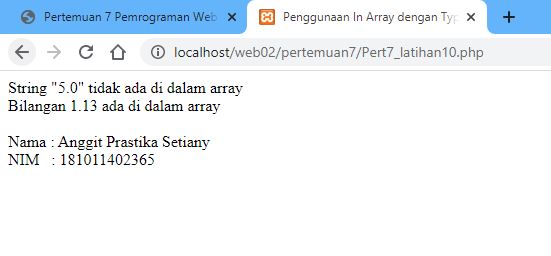 Pertemuan 7 Pemrograman Web
Penggunaan In Array dengan Typ
localhost/web02/pertemuan7/Pert7_latihan10.php
String "5.0" tidak ada di dalam array
Bilangan 1.13 ada di dalam array
Nama : Anggit Prastika Setiany
NIM : 181011402365